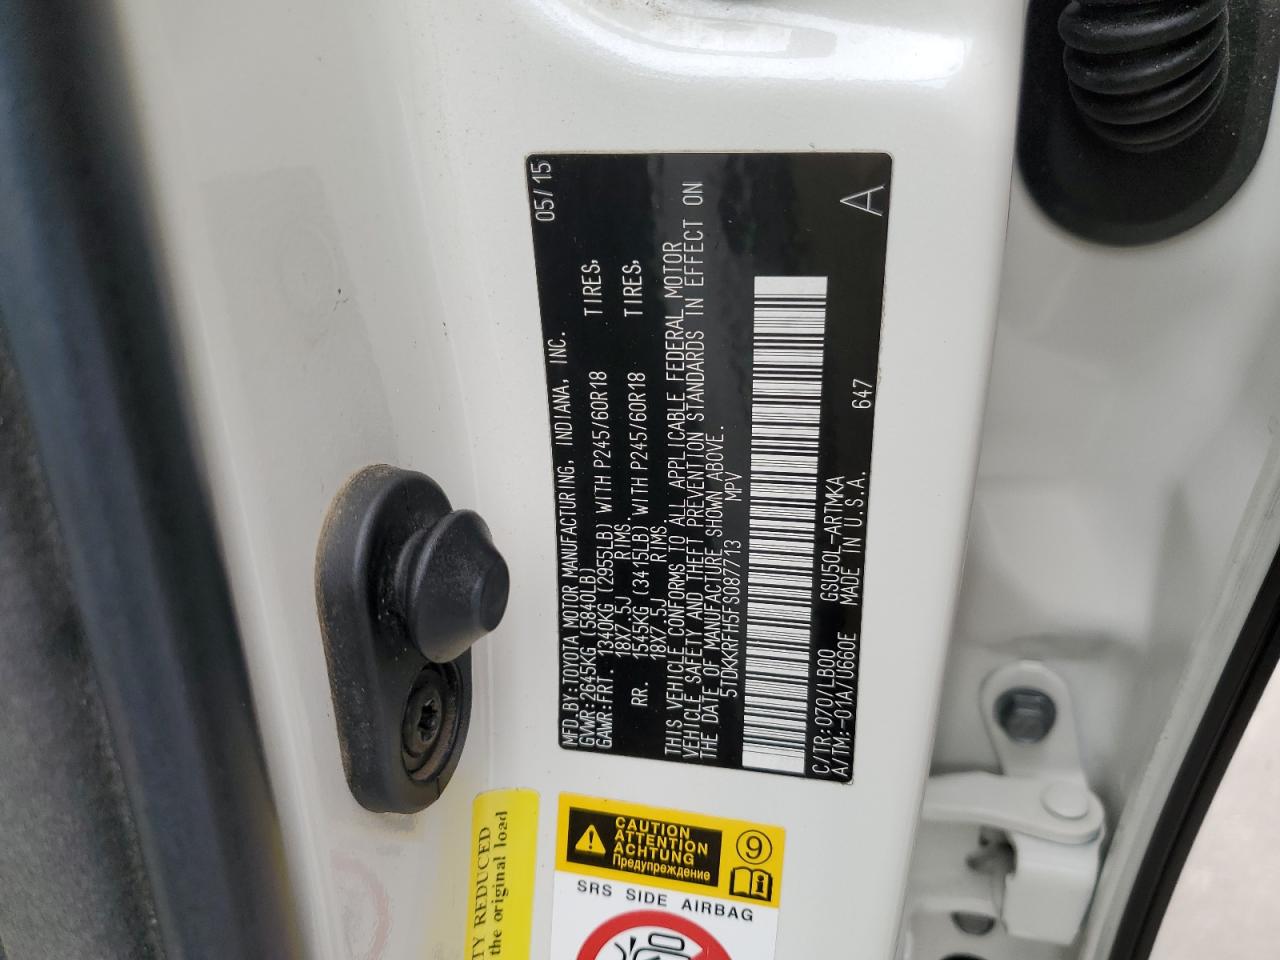 MFD.BY:TOYOTA MOTOR MANUFACTURING, INDIANA, INC. 05/15
GVWR:2645KG (5840LB)
GAWR:FRT. 1340KG (2955LB) WITH P245/60R18 TIRES,
18X7.5J RIMS.
RR. 1545KG (3415LB) WITH P245/60R18 TIRES,
18X7.5J RIMS.
THIS VEHICLE CONFORMS TO ALL APPLICABLE FEDERAL MOTOR
VEHICLE SAFETY AND THEFT PREVENTION STANDARDS IN EFFECT ON
THE DATE OF MANUFACTURE SHOWN ABOVE.
5TDKKRFH5FS087713 MPV
C/TR:070/LB00 GSU50L-ARTMKA 647 A
A/TM:-01A/U660E MADE IN U.S.A.
TY REDUCED
the original load
CAUTION
ATTENTION
ACHTUNG
Предупреждение
9
i
SRS SIDE AIRBAG